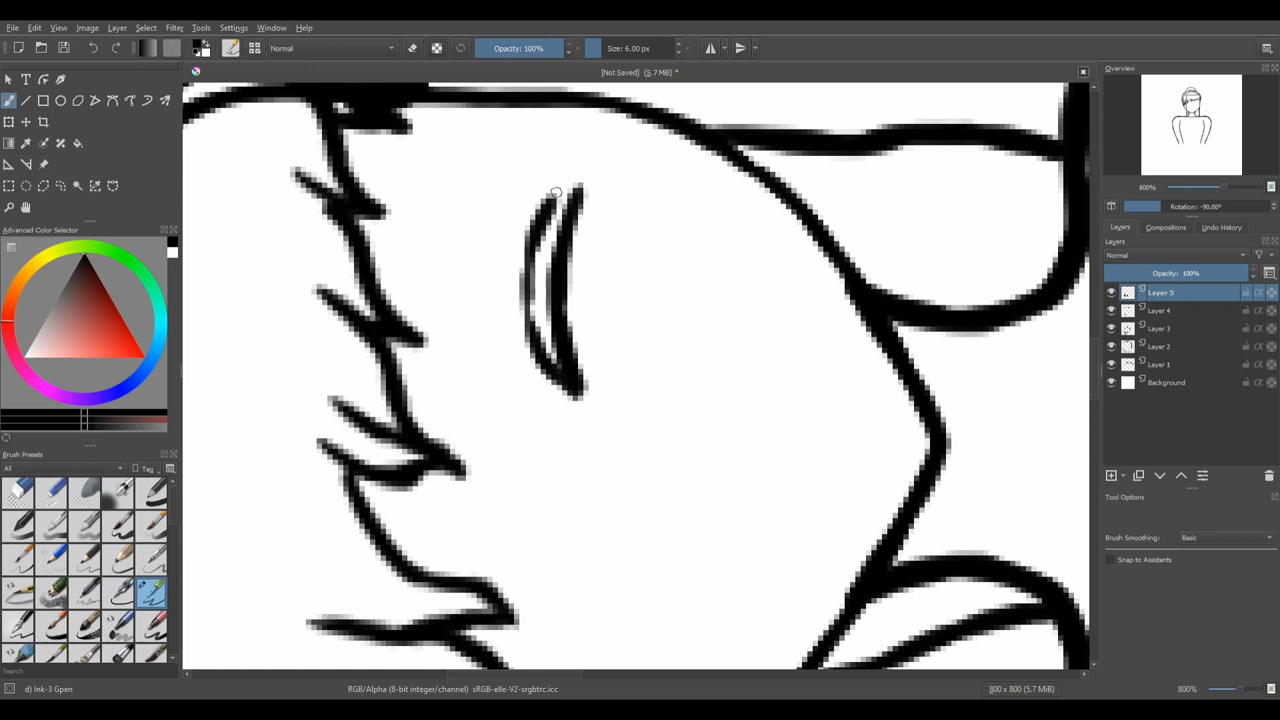 File Edit View Image Layer Select Filter Tools Settings Window Help
Normal Opacity: 100% Size: 6.00 px
[Not Saved] (5.7 MiB) *
Overview
800%
Rotation: -90.00°
Layers Compositions Undo History
Layers
Normal
Opacity: 100%
Layer 5
Layer 4
Layer 3
Layer 2
Layer 1
Background
Tool Options
Brush Smoothing: Basic
Snap to Assistants
Advanced Color Selector
Brush Presets
All Tag
Search
d) Ink-3 Gpen RGB/Alpha (8-bit integer/channel) sRGB-elle-V2-srgbtrc.icc 800 x 800 (5.7 MiB) 800%